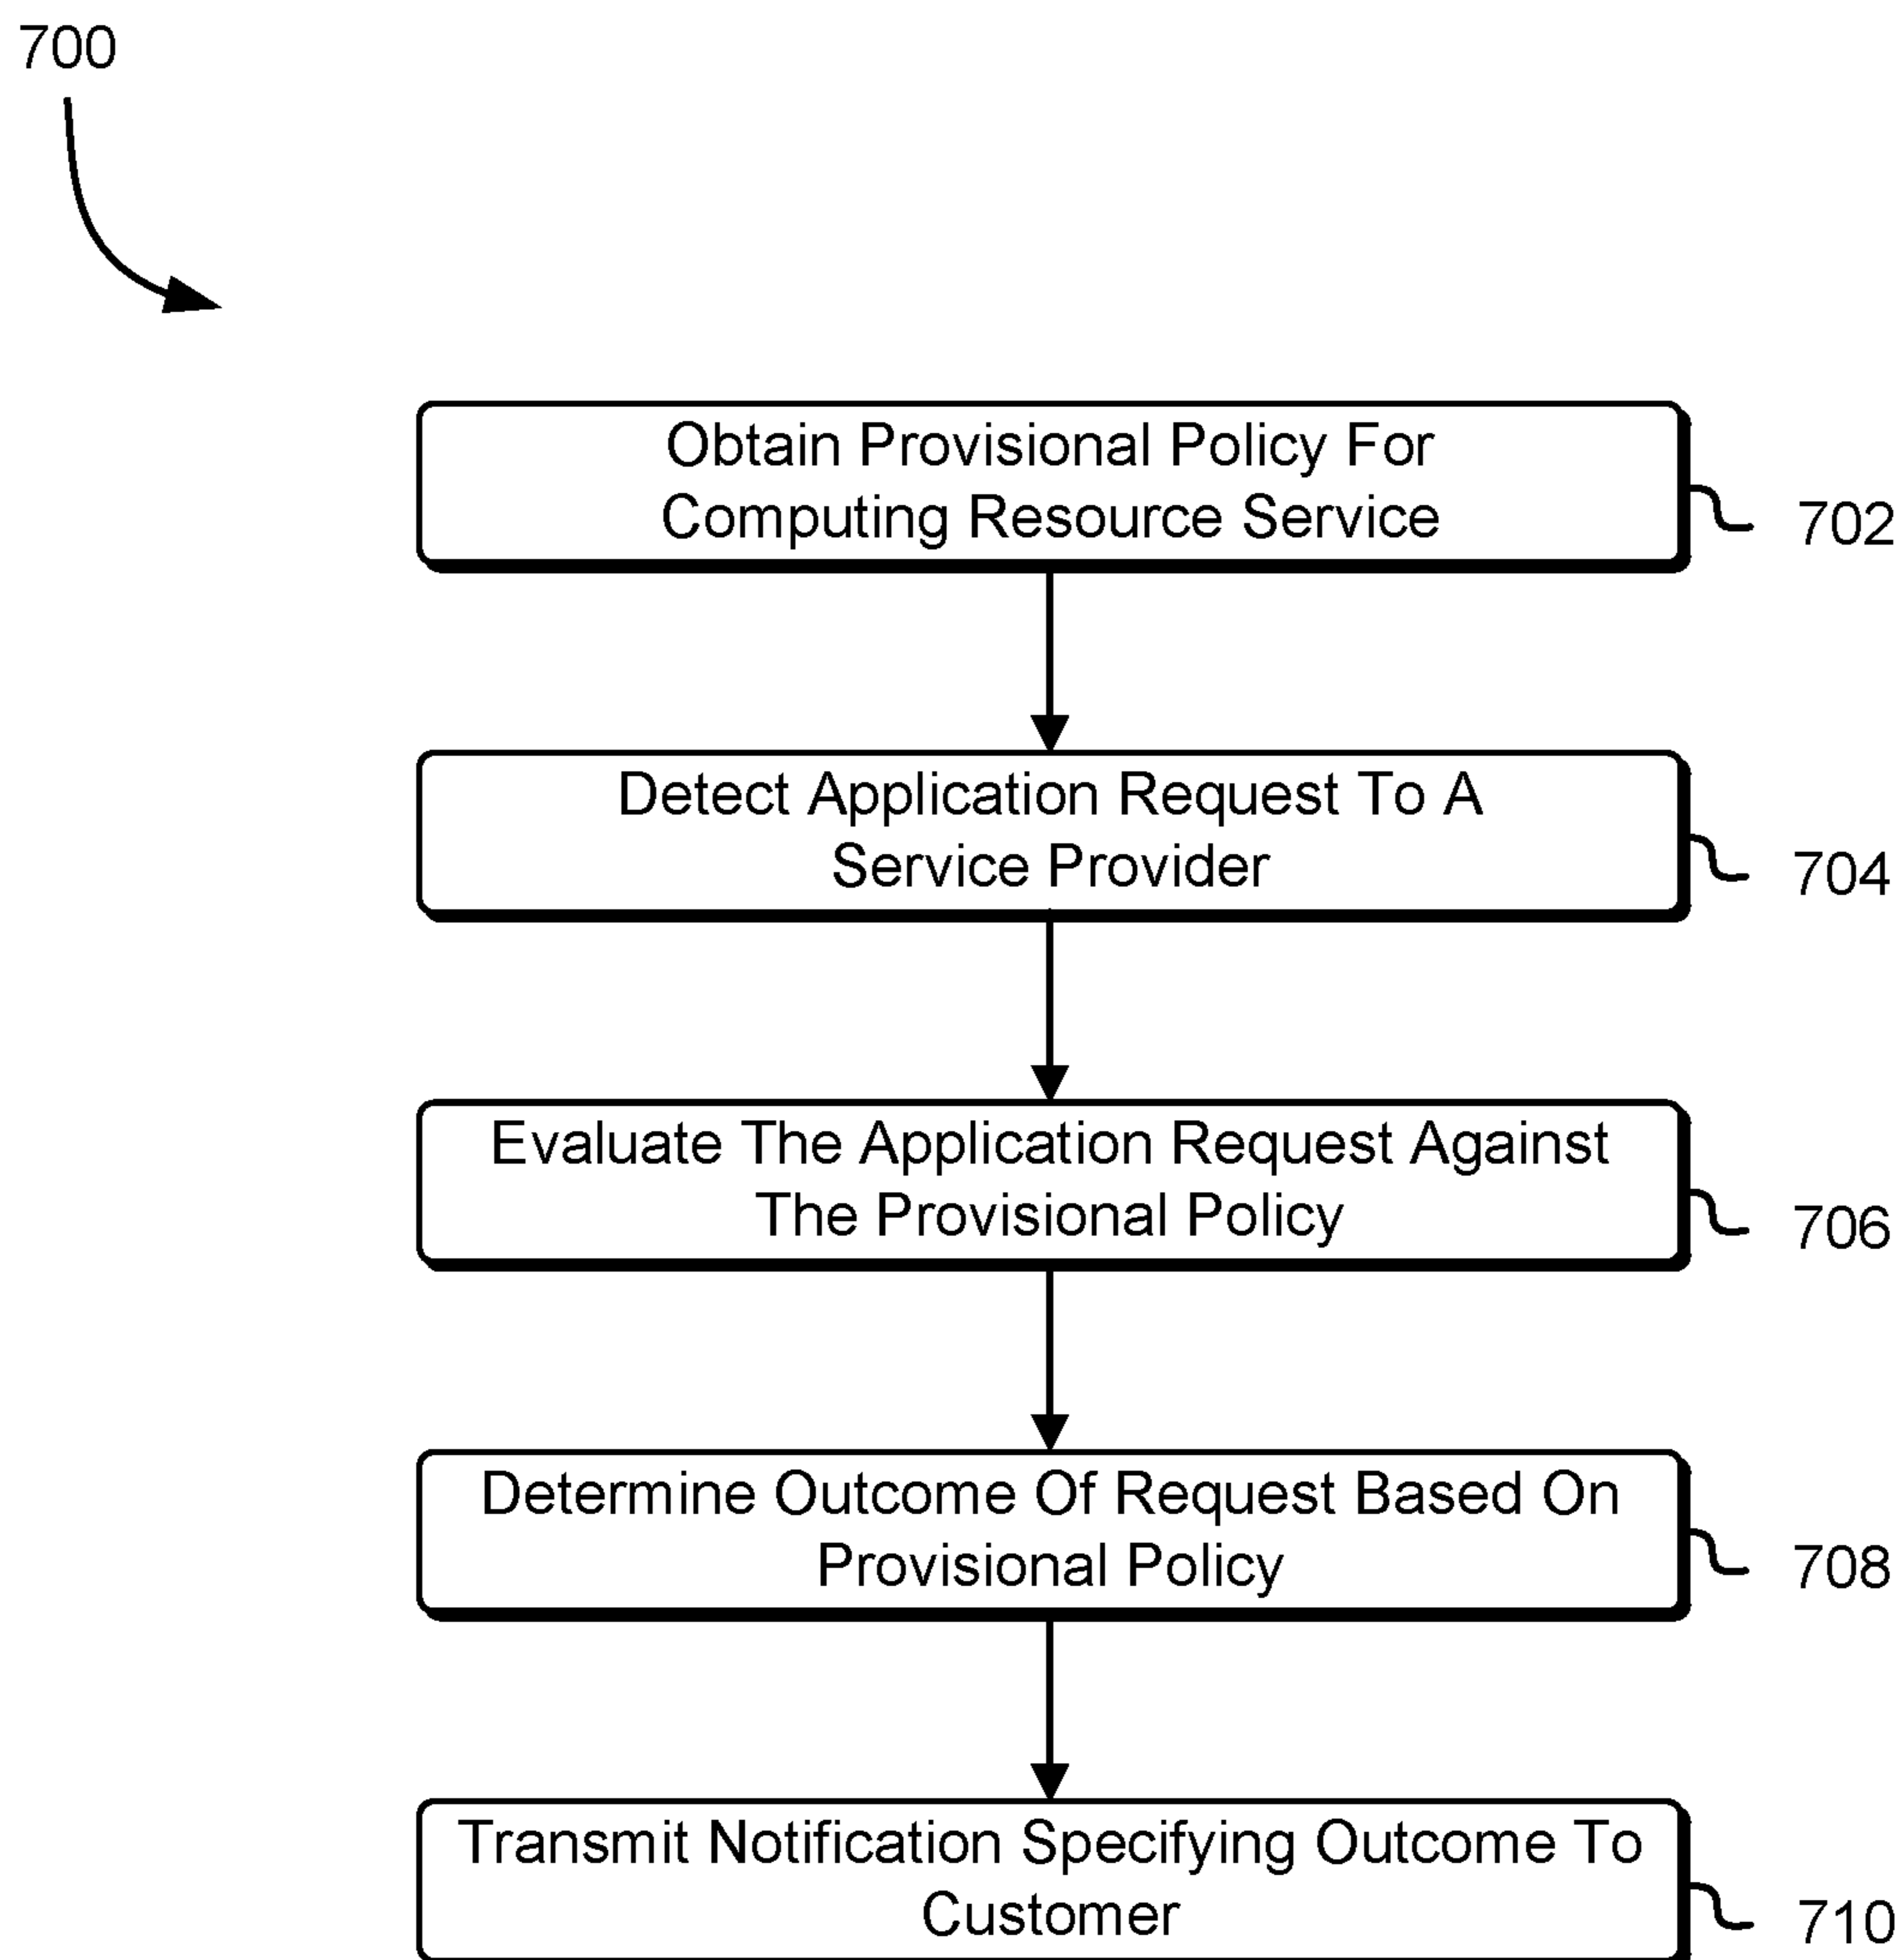 700
Obtain Provisional Policy For
Computing Resource Service
702
Detect Application Request To A
Service Provider
704
Evaluate The Application Request Against
The Provisional Policy
706
Determine Outcome Of Request Based On
Provisional Policy
708
Transmit Notification Specifying Outcome To
Customer
710